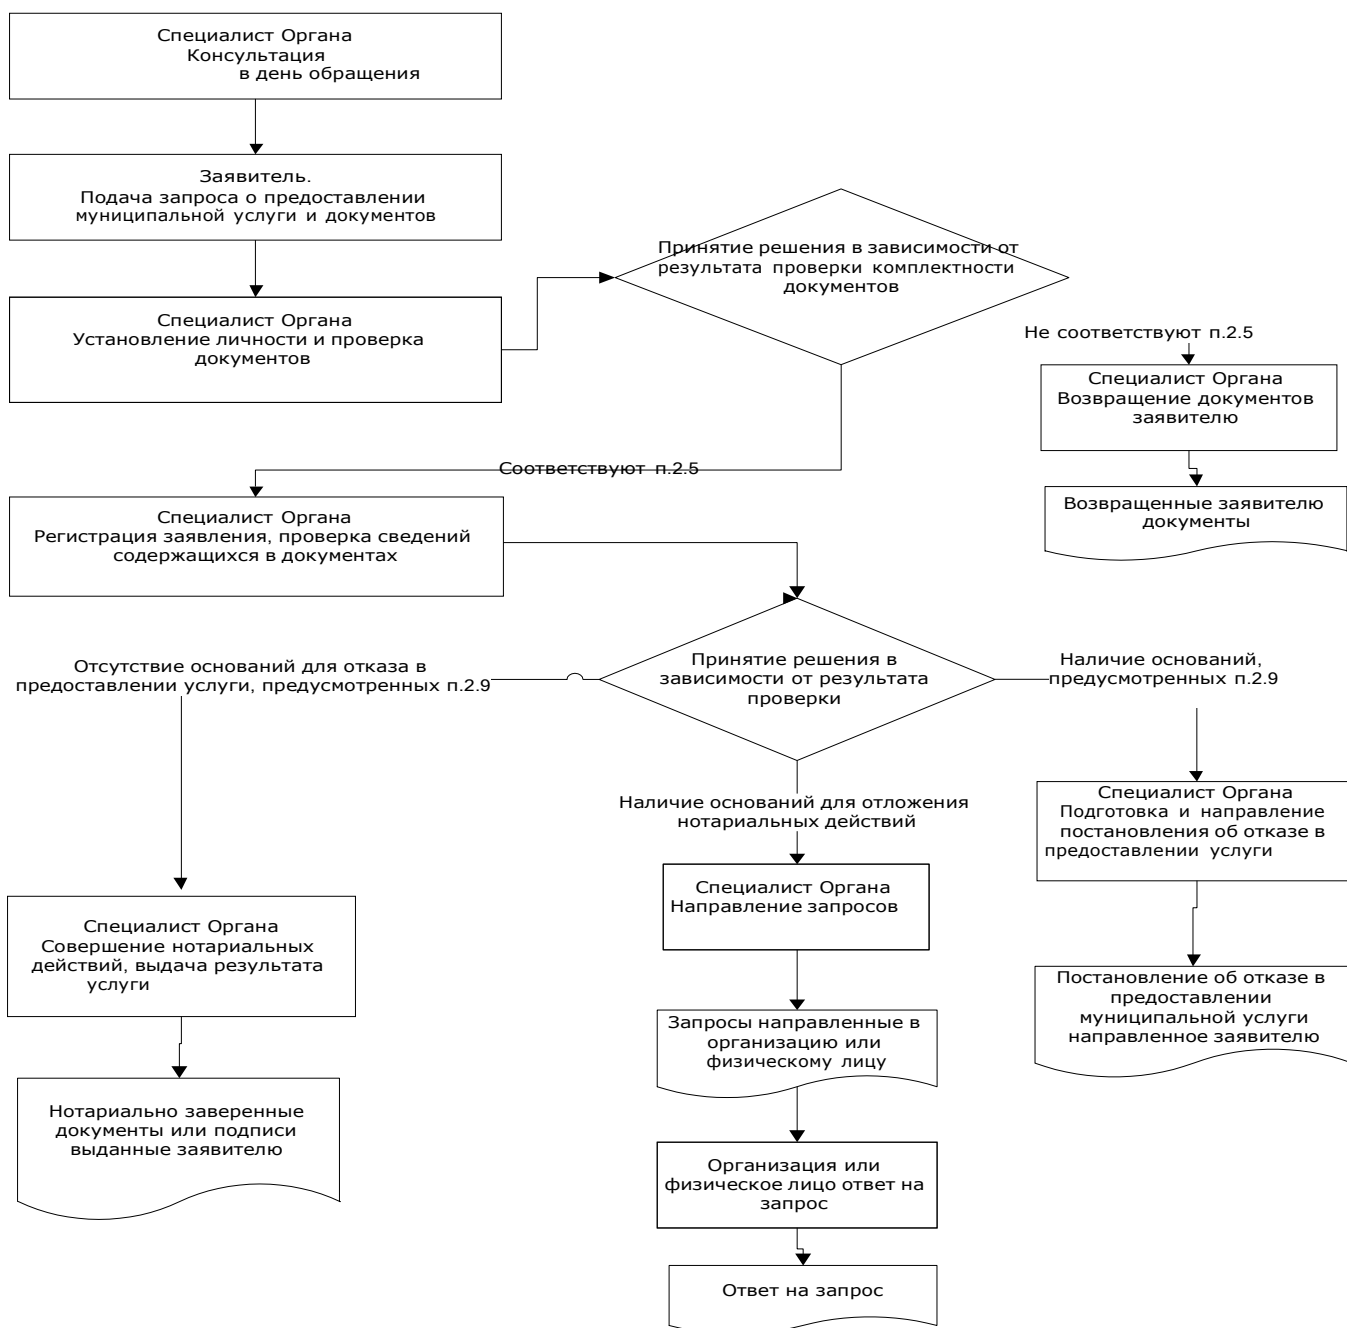 Специалист Органа
Консультация
в день обращения
Заявитель.
Подача запроса о предоставлении
муниципальной услуги и документов
Специалист Органа
Установление личности и проверка
документов
Принятие решения в зависимости от
результата проверки комплектности
документов
Не соответствуют п.2.5
Специалист Органа
Возвращение документов
заявителю
Возвращенные заявителю
документы
Соответствуют п.2.5
Специалист Органа
Регистрация заявления, проверка сведений
содержащихся в документах
Принятие решения в
зависимости от результата
проверки
Отсутствие оснований для отказа в
предоставлении услуги, предусмотренных п.2.9
Наличие оснований,
предусмотренных п.2.9
Наличие оснований для отложения
нотариальных действий
Специалист Органа
Подготовка и направление
постановления об отказе в
предоставлении услуги
Специалист Органа
Направление запросов
Специалист Органа
Совершение нотариальных
действий, выдача результата
услуги
Постановление об отказе в
предоставлении
муниципальной услуги
направленное заявителю
Запросы направленные в
организацию или
физическому лицу
Нотариально заверенные
документы или подписи
выданные заявителю
Организация или
физическое лицо ответ на
запрос
Ответ на запрос